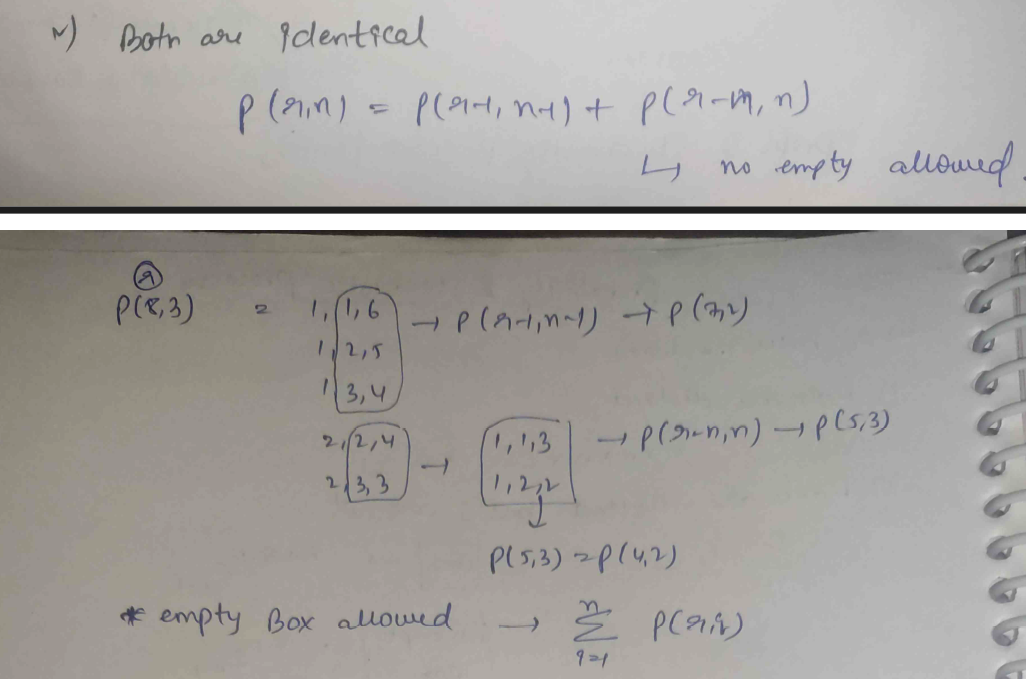 v) Both are identical
P(r,n) = P(r-1, n-1) + P(r-n, n)
↳ no empty allowed.
r
P(8,3) = 1, 1,6 → P(r-1,n-1) → P(7,2)
1, 2,5
1, 3,4
2, 2,4 → 1,1,3 → P(r-n,n) → P(5,3)
2, 3,3 1,2,2
↓
P(5,3) = P(4,2)
* empty Box allowed → n∑i=1 P(r,i)